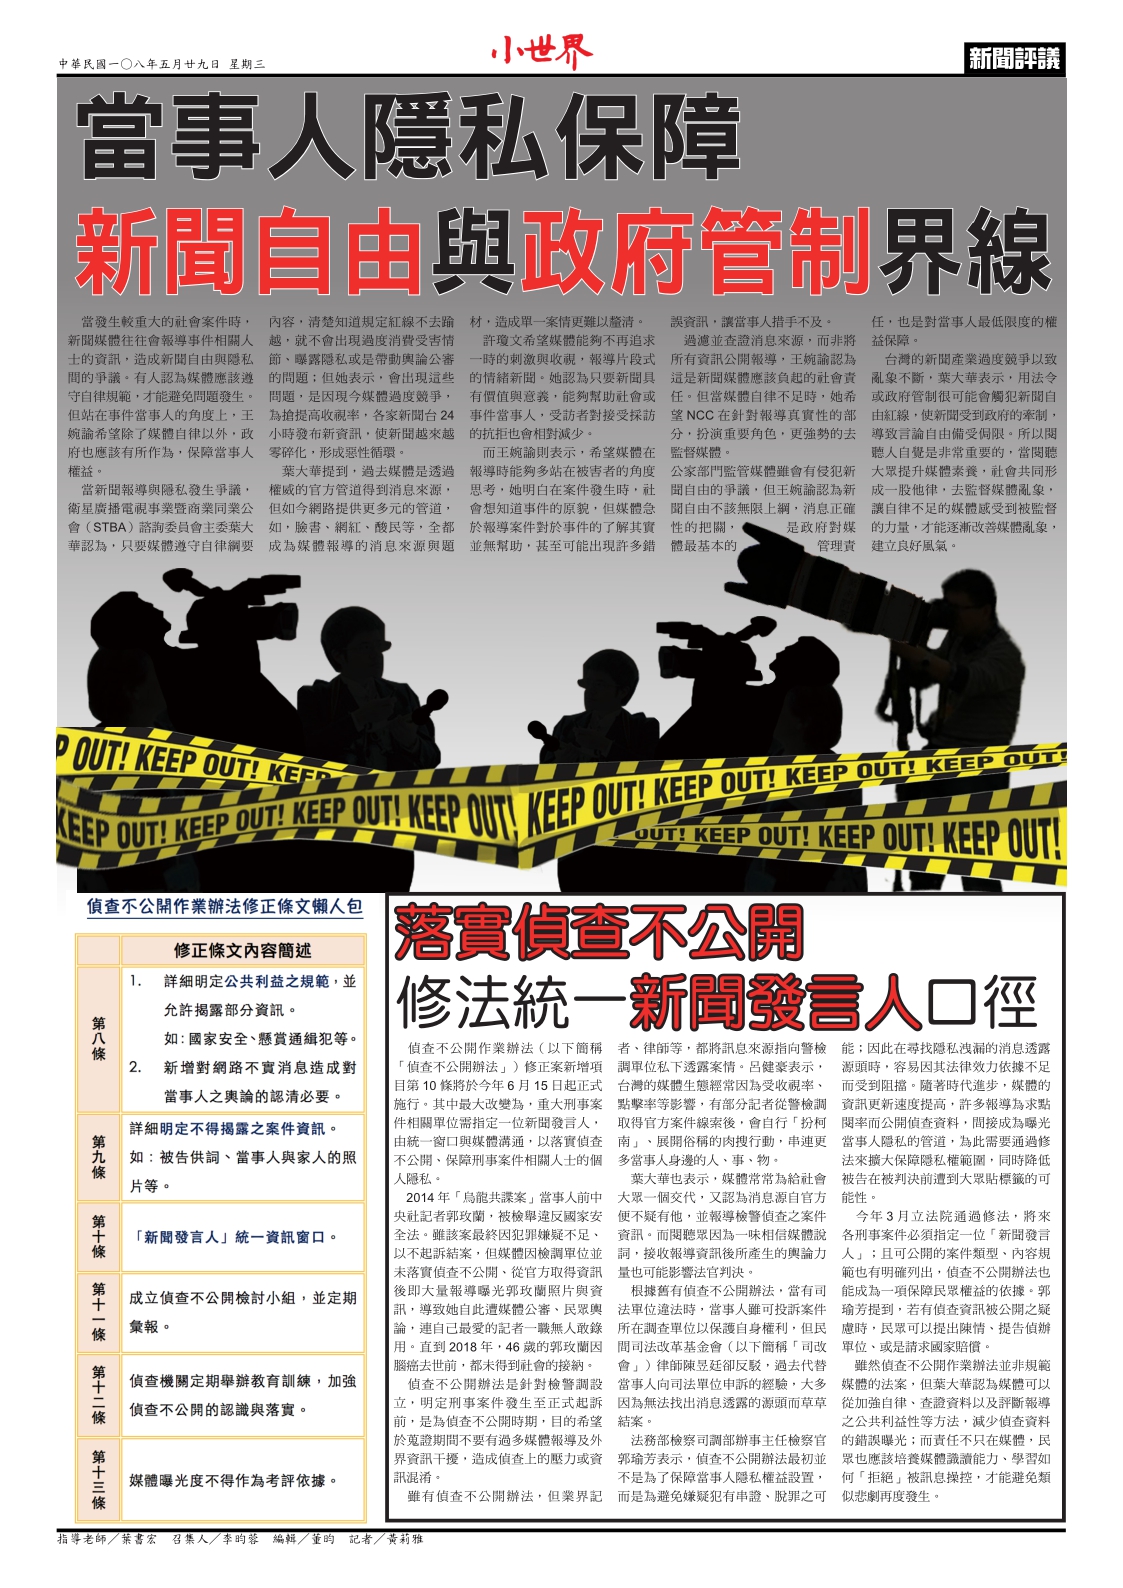 中華民國一〇八年五月廿九日 星期三
小世界
新聞評議
當事人隱私保障
新聞自由與政府管制界線
當發生較重大的社會案件時，
新聞媒體往往會報導事件相關人
士的資訊，造成新聞自由與隱私
間的爭議。有人認為媒體應該遵
守自律規範，才能避免問題發生。
但站在事件當事人的角度上，王
婉諭希望除了媒體自律以外，政
府也應該有所作為，保障當事人
權益。
當新聞報導與隱私發生爭議，
衛星廣播電視事業暨商業同業公
會（STBA）諮詢委員會主委葉大
華認為，只要媒體遵守自律綱要
內容，清楚知道規定紅線不去踰
越，就不會出現過度消費受害情
節、曝露隱私或是帶動輿論公審
的問題；但她表示，會出現這些
問題，是因現今媒體過度競爭，
為搶提高收視率，各家新聞台 24
小時發布新資訊，使新聞越來越
零碎化，形成惡性循環。
葉大華提到，過去媒體是透過
權威的官方管道得到消息來源，
但如今網路提供更多元的管道，
如，臉書、網紅、酸民等，全都
成為媒體報導的消息來源與題
材，造成單一案情更難以釐清。
許瓊文希望媒體能夠不再追求
一時的刺激與收視，報導片段式
的情緒新聞。她認為只要新聞具
有價值與意義，能夠幫助社會或
事件當事人，受訪者對接受採訪
的抗拒也會相對減少。
而王婉諭則表示，希望媒體在
報導時能夠多站在被害者的角度
思考，她明白在案件發生時，社
會想知道事件的原貌，但媒體急
於報導案件對於事件的了解其實
並無幫助，甚至可能出現許多錯
誤資訊，讓當事人措手不及。
過濾並查證消息來源，而非將
所有資訊公開報導，王婉諭認為
這是新聞媒體應該負起的社會責
任。但當媒體自律不足時，她希
望 NCC 在針對報導真實性的部
分，扮演重要角色，更強勢的去
監督媒體。
公家部門監管媒體雖會有侵犯新
聞自由的爭議，但王婉諭認為新
聞自由不該無限上綱，消息正確
性的把關， 是政府對媒
體最基本的 管理責
任，也是對當事人最低限度的權
益保障。
台灣的新聞產業過度競爭以致
亂象不斷，葉大華表示，用法令
或政府管制很可能會觸犯新聞自
由紅線，使新聞受到政府的牽制，
導致言論自由備受侷限。所以閱
聽人自覺是非常重要的，當閱聽
大眾提升媒體素養，社會共同形
成一股他律，去監督媒體亂象，
讓自律不足的媒體感受到被監督
的力量，才能逐漸改善媒體亂象，
建立良好風氣。
P OUT! KEEP OUT! KEEP
KEEP OUT! KEEP OUT! KEEP OUT! KEEP OUT!
KEEP OUT! KEEP OUT! KEEP OUT! KEEP OUT! KEEP OUT!
OUT! KEEP OUT! KEEP OUT! KEEP OUT!
偵查不公開作業辦法修正條文懶人包
修正條文內容簡述
第八條
1. 詳細明定公共利益之規範，並
允許揭露部分資訊。
如：國家安全、懸賞通緝犯等。
2. 新增對網路不實消息造成對
當事人之輿論的認清必要。
第九條
詳細明定不得揭露之案件資訊。
如：被告供詞、當事人與家人的照
片等。
第十條
「新聞發言人」統一資訊窗口。
第十一條
成立偵查不公開檢討小組，並定期
彙報。
第十二條
偵查機關定期舉辦教育訓練，加強
偵查不公開的認識與落實。
第十三條
媒體曝光度不得作為考評依據。
落實偵查不公開
修法統一新聞發言人口徑
偵查不公開作業辦法（以下簡稱
「偵查不公開辦法」）修正案新增項
目第 10 條將於今年 6 月 15 日起正式
施行。其中最大改變為，重大刑事案
件相關單位需指定一位新聞發言人，
由統一窗口與媒體溝通，以落實偵查
不公開、保障刑事案件相關人士的個
人隱私。
2014 年「烏龍共諜案」當事人前中
央社記者郭玫蘭，被檢舉違反國家安
全法。雖該案最終因犯罪嫌疑不足、
以不起訴結案，但媒體因檢調單位並
未落實偵查不公開、從官方取得資訊
後即大量報導曝光郭玫蘭照片與資
訊，導致她自此遭媒體公審、民眾輿
論，連自己最愛的記者一職無人敢錄
用。直到 2018 年，46 歲的郭玫蘭因
腦癌去世前，都未得到社會的接納。
偵查不公開辦法是針對檢警調設
立，明定刑事案件發生至正式起訴
前，是為偵查不公開時期，目的希望
於蒐證期間不要有過多媒體報導及外
界資訊干擾，造成偵查上的壓力或資
訊混淆。
雖有偵查不公開辦法，但業界記
者、律師等，都將訊息來源指向警檢
調單位私下透露案情。呂健豪表示，
台灣的媒體生態經常因為受收視率、
點擊率等影響，有部分記者從警檢調
取得官方案件線索後，會自行「扮柯
南」、展開俗稱的肉搜行動，串連更
多當事人身邊的人、事、物。
葉大華也表示，媒體常常為給社會
大眾一個交代，又認為消息源自官方
便不疑有他，並報導檢警偵查之案件
資訊。而閱聽眾因為一味相信媒體說
詞，接收報導資訊後所產生的輿論力
量也可能影響法官判決。
根據舊有偵查不公開辦法，當有司
法單位違法時，當事人雖可投訴案件
所在調查單位以保護自身權利，但民
間司法改革基金會（以下簡稱「司改
會」）律師陳昱廷卻反駁，過去代替
當事人向司法單位申訴的經驗，大多
因為無法找出消息透露的源頭而草草
結案。
法務部檢察司調部辦事主任檢察官
郭瑜芳表示，偵查不公開辦法最初並
不是為了保障當事人隱私權益設置，
而是為避免嫌疑犯有串證、脫罪之可
能；因此在尋找隱私洩漏的消息透露
源頭時，容易因其法律效力依據不足
而受到阻擋。隨著時代進步，媒體的
資訊更新速度提高，許多報導為求點
閱率而公開偵查資料，間接成為曝光
當事人隱私的管道，為此需要通過修
法來擴大保障隱私權範圍，同時降低
被告在被判決前遭到大眾貼標籤的可
能性。
今年 3 月立法院通過修法，將來
各刑事案件必須指定一位「新聞發言
人」；且可公開的案件類型、內容規
範也有明確列出，偵查不公開辦法也
能成為一項保障民眾權益的依據。郭
瑜芳提到，若有偵查資訊被公開之疑
慮時，民眾可以提出陳情、提告偵辦
單位、或是請求國家賠償。
雖然偵查不公開作業辦法並非規範
媒體的法案，但葉大華認為媒體可以
從加強自律、查證資料以及評斷報導
之公共利益性等方法，減少偵查資料
的錯誤曝光；而責任不只在媒體，民
眾也應該培養媒體識讀能力、學習如
何「拒絕」被訊息操控，才能避免類
似悲劇再度發生。
指導老師／葉書宏 召集人／李昀蓉 編輯／董昀 記者／黃莉雅